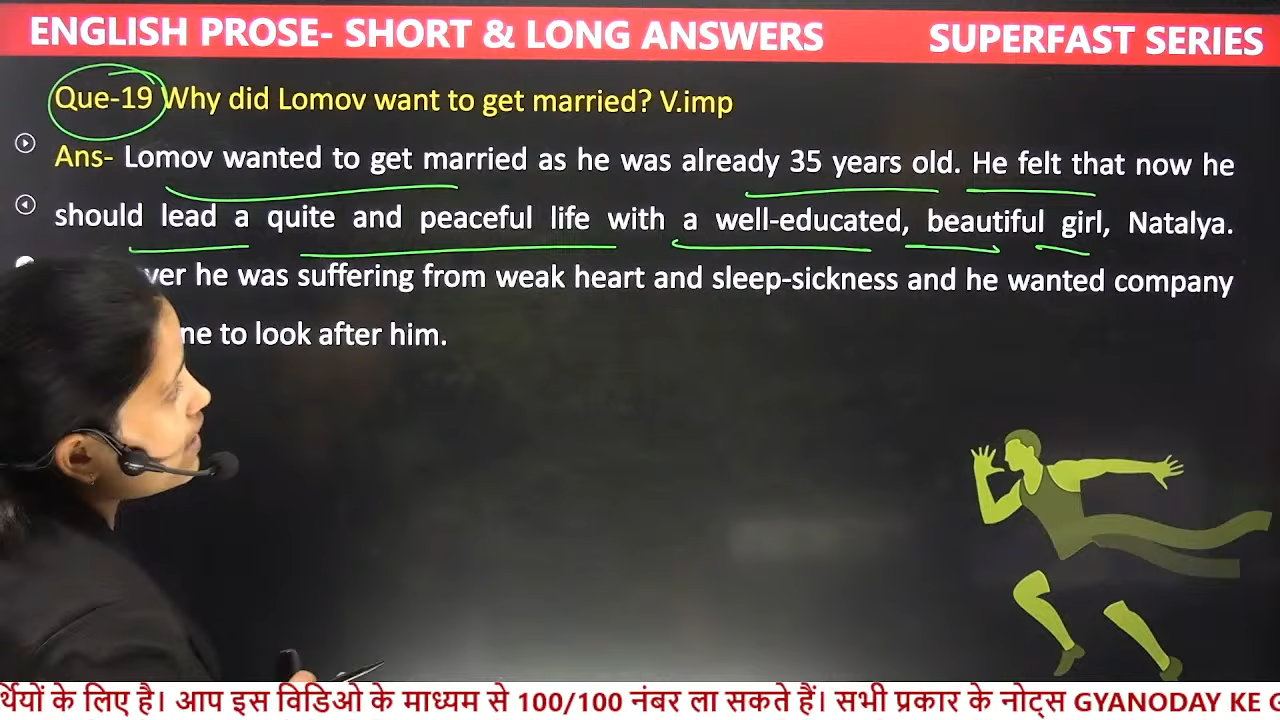 ENGLISH PROSE- SHORT & LONG ANSWERS SUPERFAST SERIES
Que-19 Why did Lomov want to get married? V.imp
Ans- Lomov wanted to get married as he was already 35 years old. He felt that now he
should lead a quite and peaceful life with a well-educated, beautiful girl, Natalya.
he was suffering from weak heart and sleep-sickness and he wanted company
to look after him.
के लिए है। आप इस विडिओ के माध्यम से 100/100 नंबर ला सकते हैं। सभी प्रकार के नोट्स GYANODAY KE